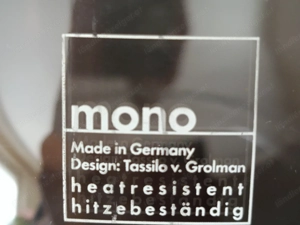 mono
Made in Germany
Design: Tassilo v. Grolman
heatresistent
hitzebeständig